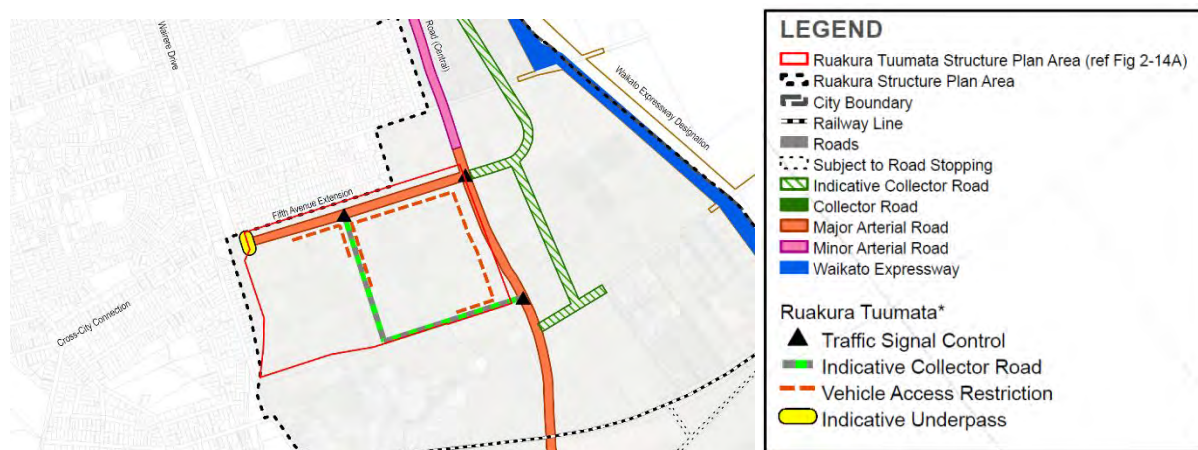 Wairere Drive
Road (Central)
Waikato Expressway Designation
Fifth Avenue Extension
Cross-City Connection
LEGEND
Ruakura Tuumata Structure Plan Area (ref Fig 2-14A)
Ruakura Structure Plan Area
City Boundary
Railway Line
Roads
Subject to Road Stopping
Indicative Collector Road
Collector Road
Major Arterial Road
Minor Arterial Road
Waikato Expressway
Ruakura Tuumata*
Traffic Signal Control
Indicative Collector Road
Vehicle Access Restriction
Indicative Underpass